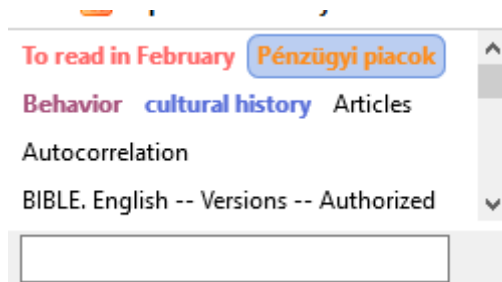 To read in February Pénzügyi piacok
Behavior cultural history Articles
Autocorrelation
BIBLE. English -- Versions -- Authorized